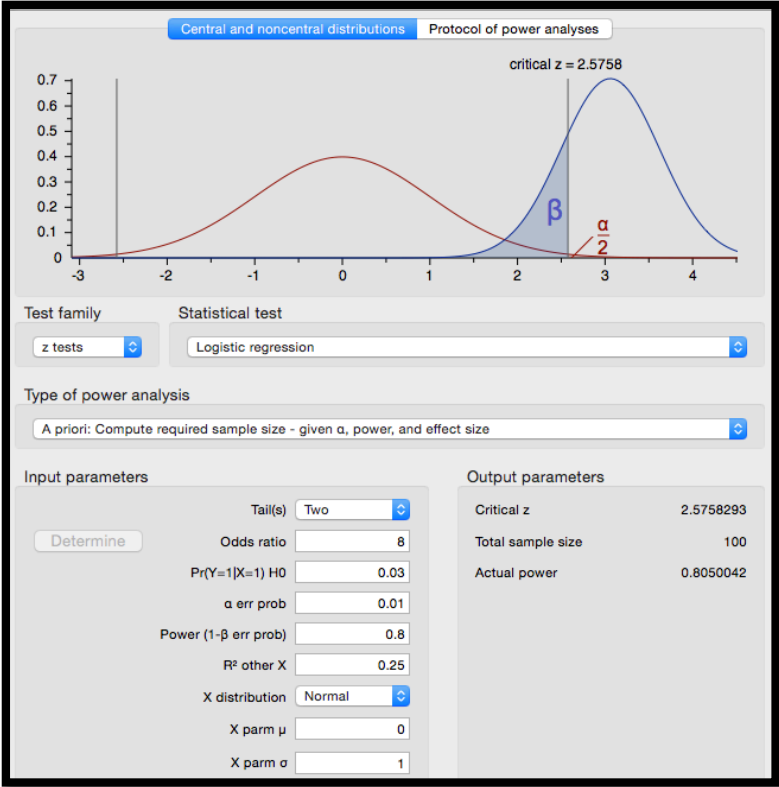 Central and noncentral distributions Protocol of power analyses
critical z = 2.5758
0.7
0.6
0.5
0.4
0.3
0.2
0.1
0
β
α
2
-3 -2 -1 0 1 2 3 4
Test family Statistical test
z tests Logistic regression
Type of power analysis
A priori: Compute required sample size - given α, power, and effect size
Input parameters Output parameters
Tail(s) Two Critical z 2.5758293
Determine Odds ratio 8 Total sample size 100
Pr(Y=1|X=1) H0 0.03 Actual power 0.8050042
α err prob 0.01
Power (1-β err prob) 0.8
R² other X 0.25
X distribution Normal
X parm μ 0
X parm σ 1